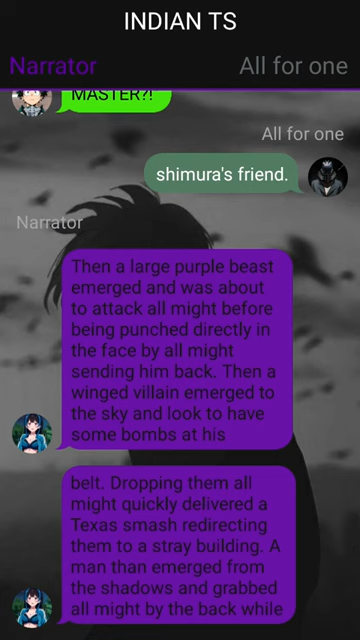 INDIAN TS
Narrator
All for one
MASTER?!
All for one
shimura's friend.
Narrator
Then a large purple beast
emerged and was about
to attack all might before
being punched directly in
the face by all might
sending him back. Then a
winged villain emerged to
the sky and look to have
some bombs at his
belt. Dropping them all
might quickly delivered a
Texas smash redirecting
them to a stray building. A
man than emerged from
the shadows and grabbed
all might by the back while